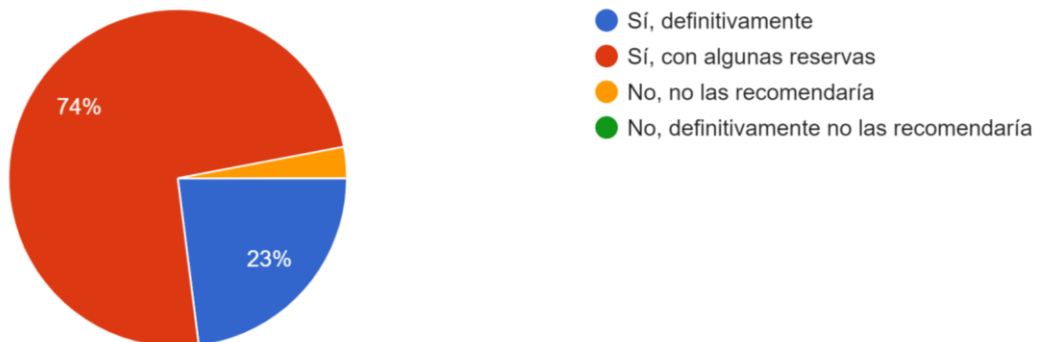 74%
23%
Sí, definitivamente
Sí, con algunas reservas
No, no las recomendaría
No, definitivamente no las recomendaría